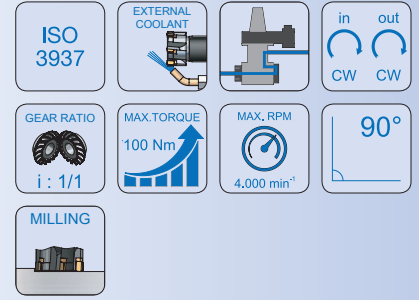 ISO
3937
EXTERNAL
COOLANT
in out
CW CW
GEAR RATIO
i : 1/1
MAX.TORQUE
100 Nm
MAX. RPM
4.000 min⁻¹
90°
MILLING